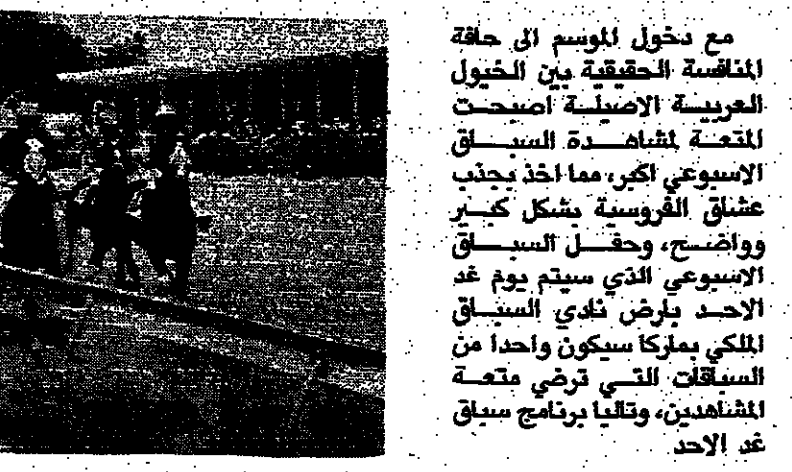 مع دخول الموسم الى حافة
المنافسة الحقيقية بين الخيول
العربية الاصيلة اصبحت
المتعة لمشاهدة السباق
الاسبوعي اكبر، مما اخذ يجذب
عشاق الفروسية بشكل كبير
وواضح، وحفل السباق
الاسبوعي الذي سيتم يوم غد
الاحد بارض نادي السباق
الملكي بماركا سيكون واحدا من
السباقات التي ترضي متعة
المشاهدين، وتاليا برنامج سباق
غد الاحد